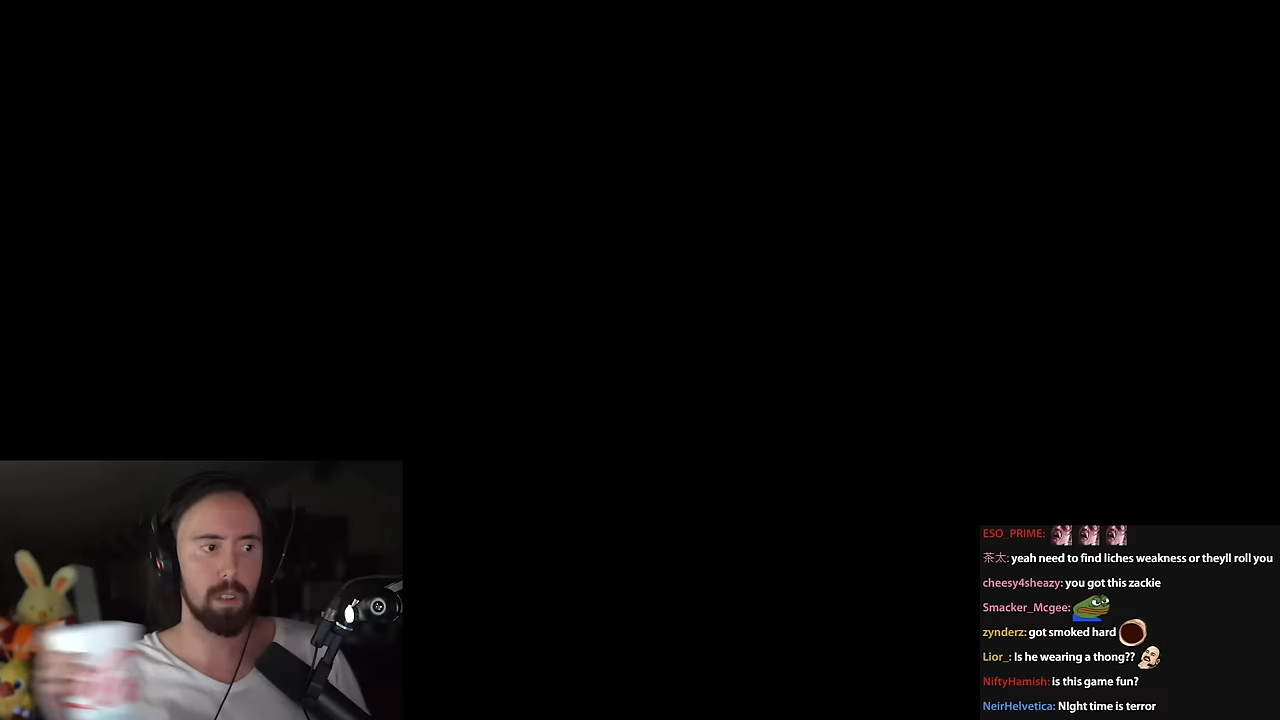 ESO_PRIME:
茶太: yeah need to find liches weakness or theyll roll you
cheesy4sheazy: you got this zackie
Smacker_Mcgee:
zynderz: got smoked hard
Lior_: Is he wearing a thong??
NiftyHamish: is this game fun?
NeirHelvetica: NIght time is terror